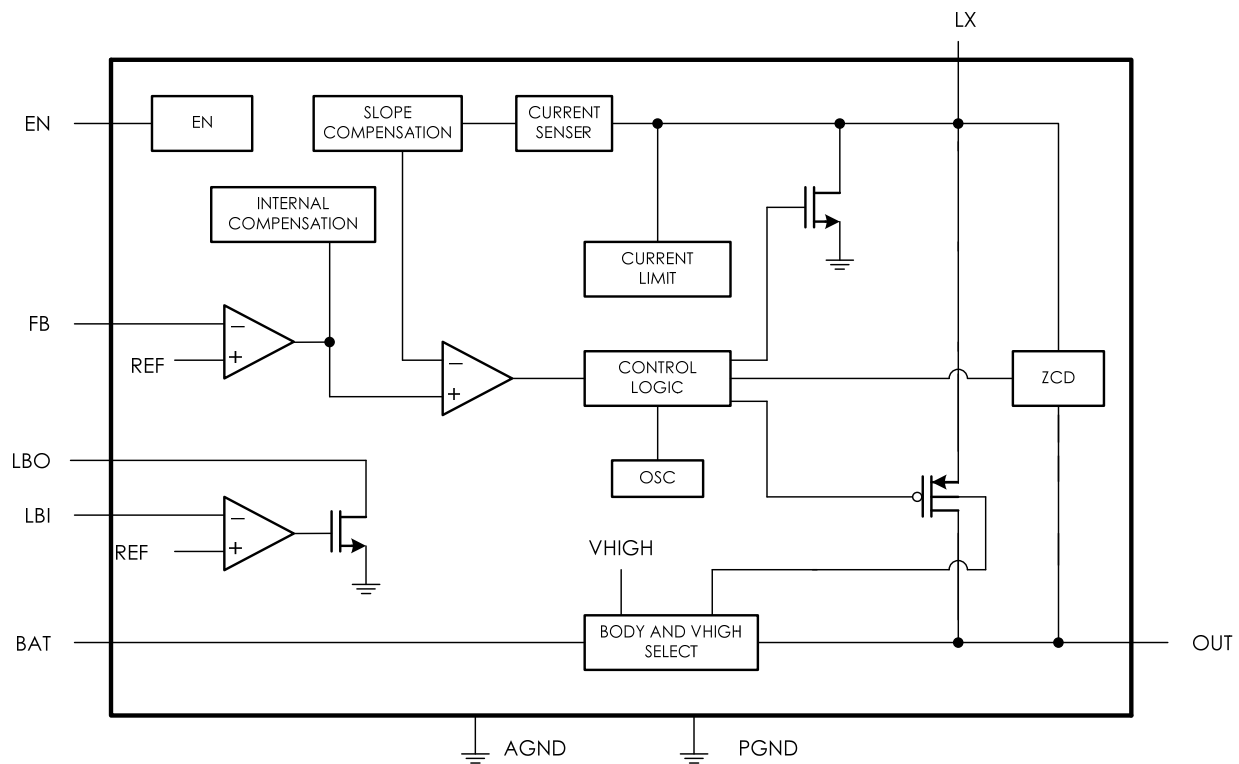 LX
EN
EN
SLOPE
COMPENSATION
CURRENT
SENSER
INTERNAL
COMPENSATION
CURRENT
LIMIT
FB
REF
−
+
−
+
CONTROL
LOGIC
ZCD
LBO
OSC
LBI
REF
−
+
VHIGH
BAT
BODY AND VHIGH
SELECT
OUT
AGND
PGND